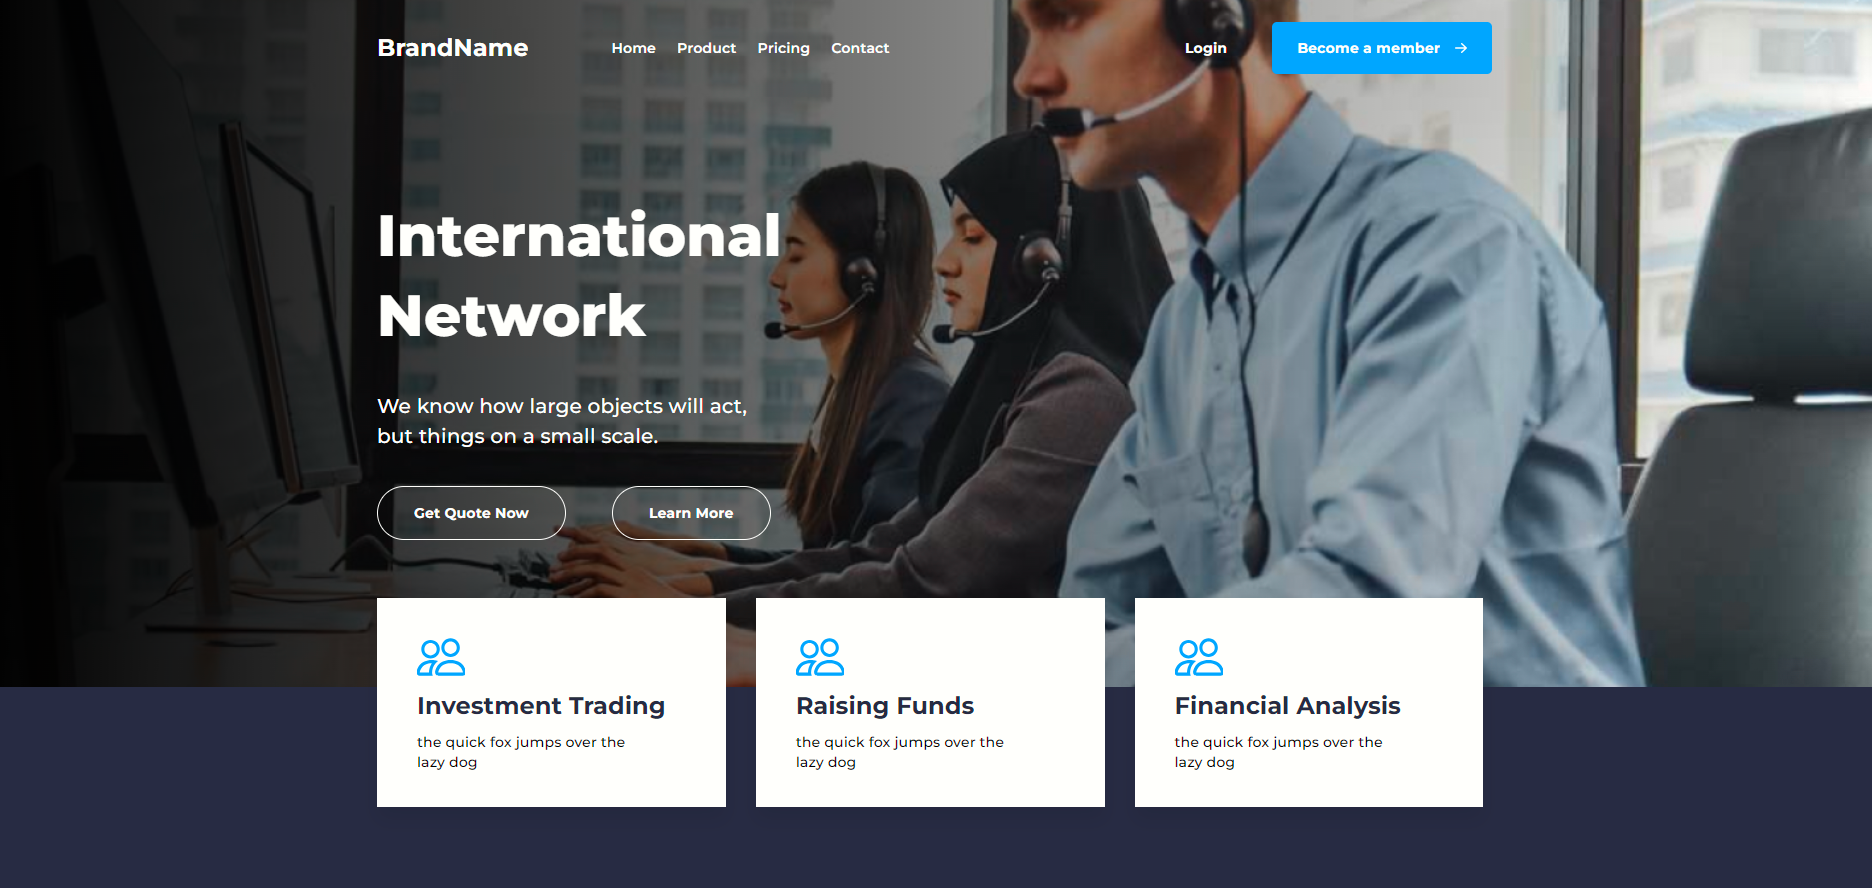 BrandName
Home
Product
Pricing
Contact
Login
Become a member
International
Network
We know how large objects will act,
but things on a small scale.
Get Quote Now
Learn More
Investment Trading
the quick fox jumps over the
lazy dog
Raising Funds
the quick fox jumps over the
lazy dog
Financial Analysis
the quick fox jumps over the
lazy dog